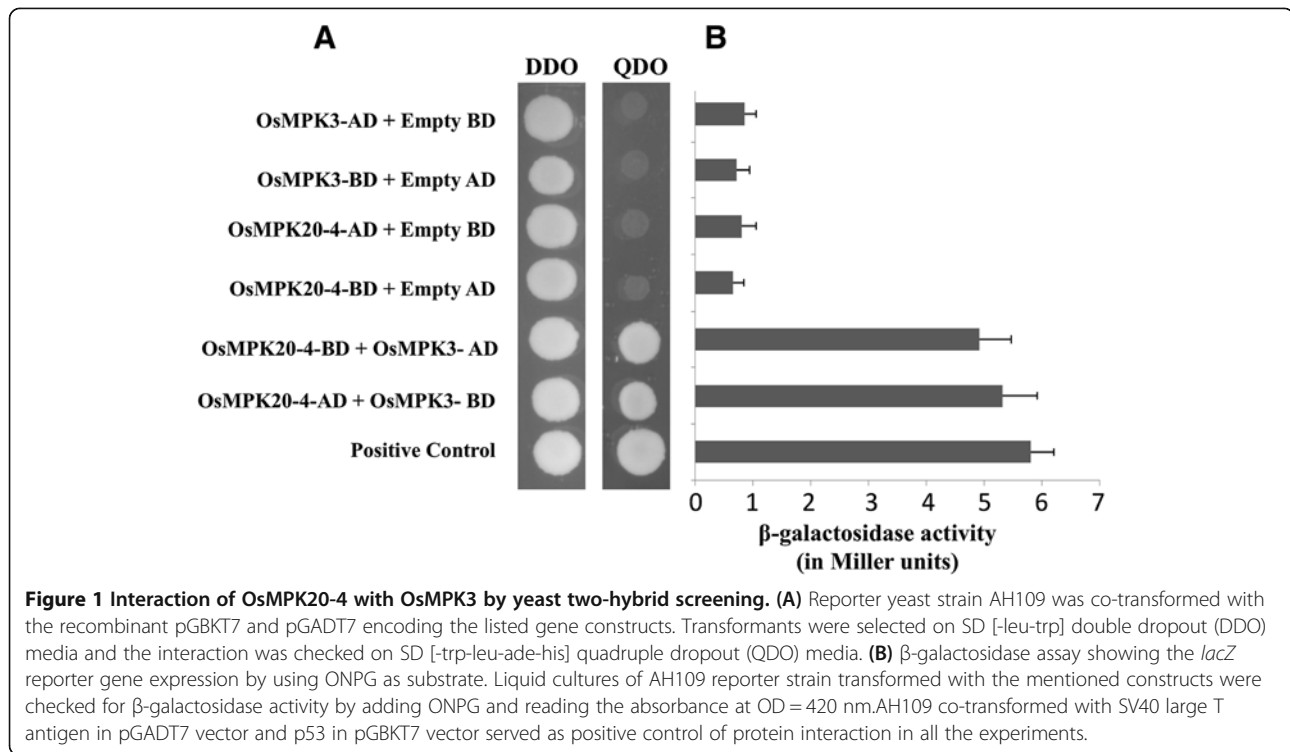 A
B
DDO QDO
OsMPK3-AD + Empty BD
OsMPK3-BD + Empty AD
OsMPK20-4-AD + Empty BD
OsMPK20-4-BD + Empty AD
OsMPK20-4-BD + OsMPK3- AD
OsMPK20-4-AD + OsMPK3- BD
Positive Control
0 1 2 3 4 5 6 7
β-galactosidase activity
(in Miller units)
Figure 1 Interaction of OsMPK20-4 with OsMPK3 by yeast two-hybrid screening. (A) Reporter yeast strain AH109 was co-transformed with
the recombinant pGBKT7 and pGADT7 encoding the listed gene constructs. Transformants were selected on SD [-leu-trp] double dropout (DDO)
media and the interaction was checked on SD [-trp-leu-ade-his] quadruple dropout (QDO) media. (B) β-galactosidase assay showing the lacZ
reporter gene expression by using ONPG as substrate. Liquid cultures of AH109 reporter strain transformed with the mentioned constructs were
checked for β-galactosidase activity by adding ONPG and reading the absorbance at OD = 420 nm.AH109 co-transformed with SV40 large T
antigen in pGADT7 vector and p53 in pGBKT7 vector served as positive control of protein interaction in all the experiments.